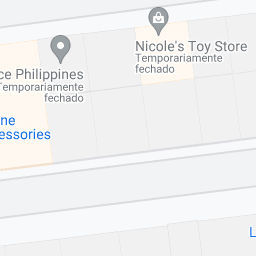 Nicole's Toy Store
Temporariamente
fechado
ce Philippines
Temporariamente
fechado
ne
essories
L